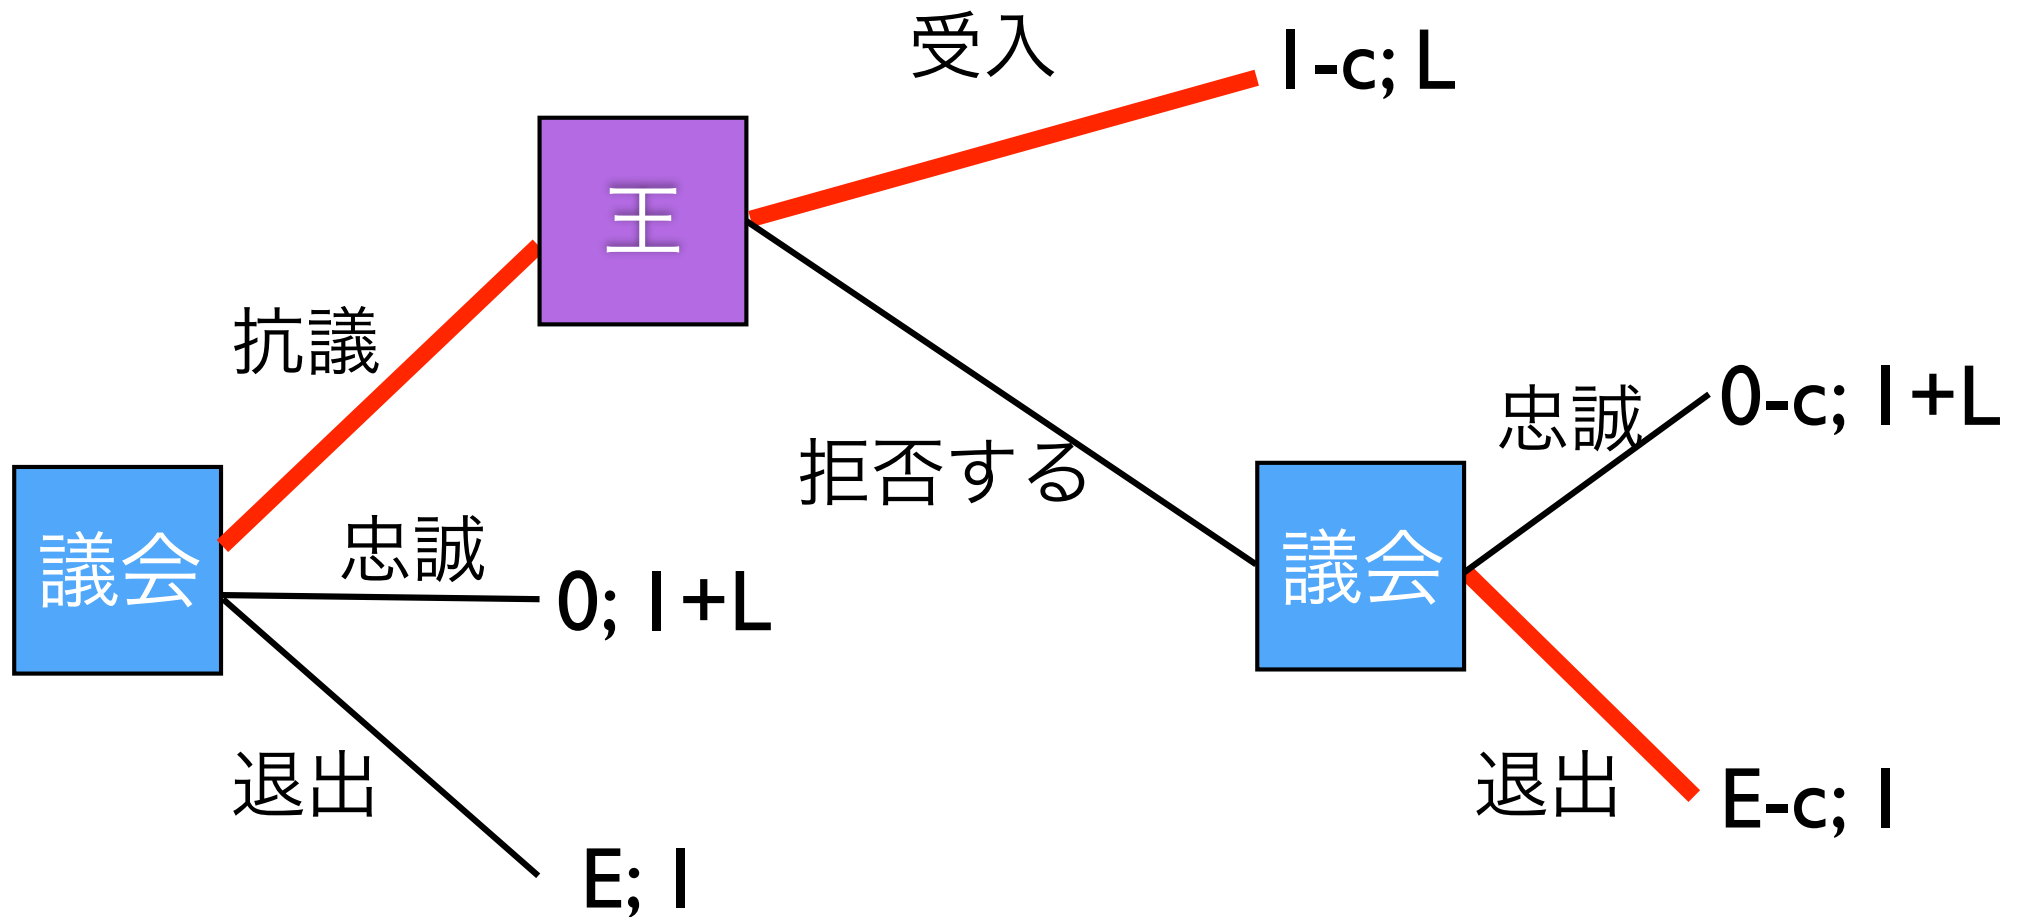 受入
1-c; L
王
抗議
忠誠
0-c; 1+L
拒否する
議会
忠誠
0; 1+L
議会
退出
E; 1
退出
E-c; 1